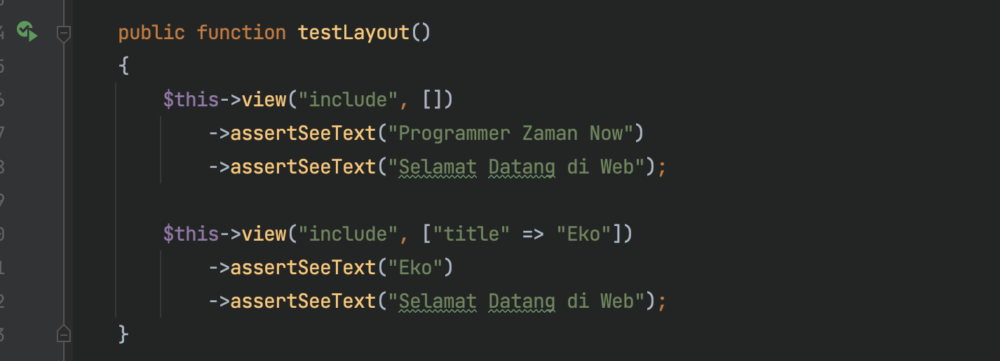 public function testLayout()
{
$this->view("include", [])
->assertSeeText("Programmer Zaman Now")
->assertSeeText("Selamat Datang di Web");
$this->view("include", ["title" => "Eko"])
->assertSeeText("Eko")
->assertSeeText("Selamat Datang di Web");
}